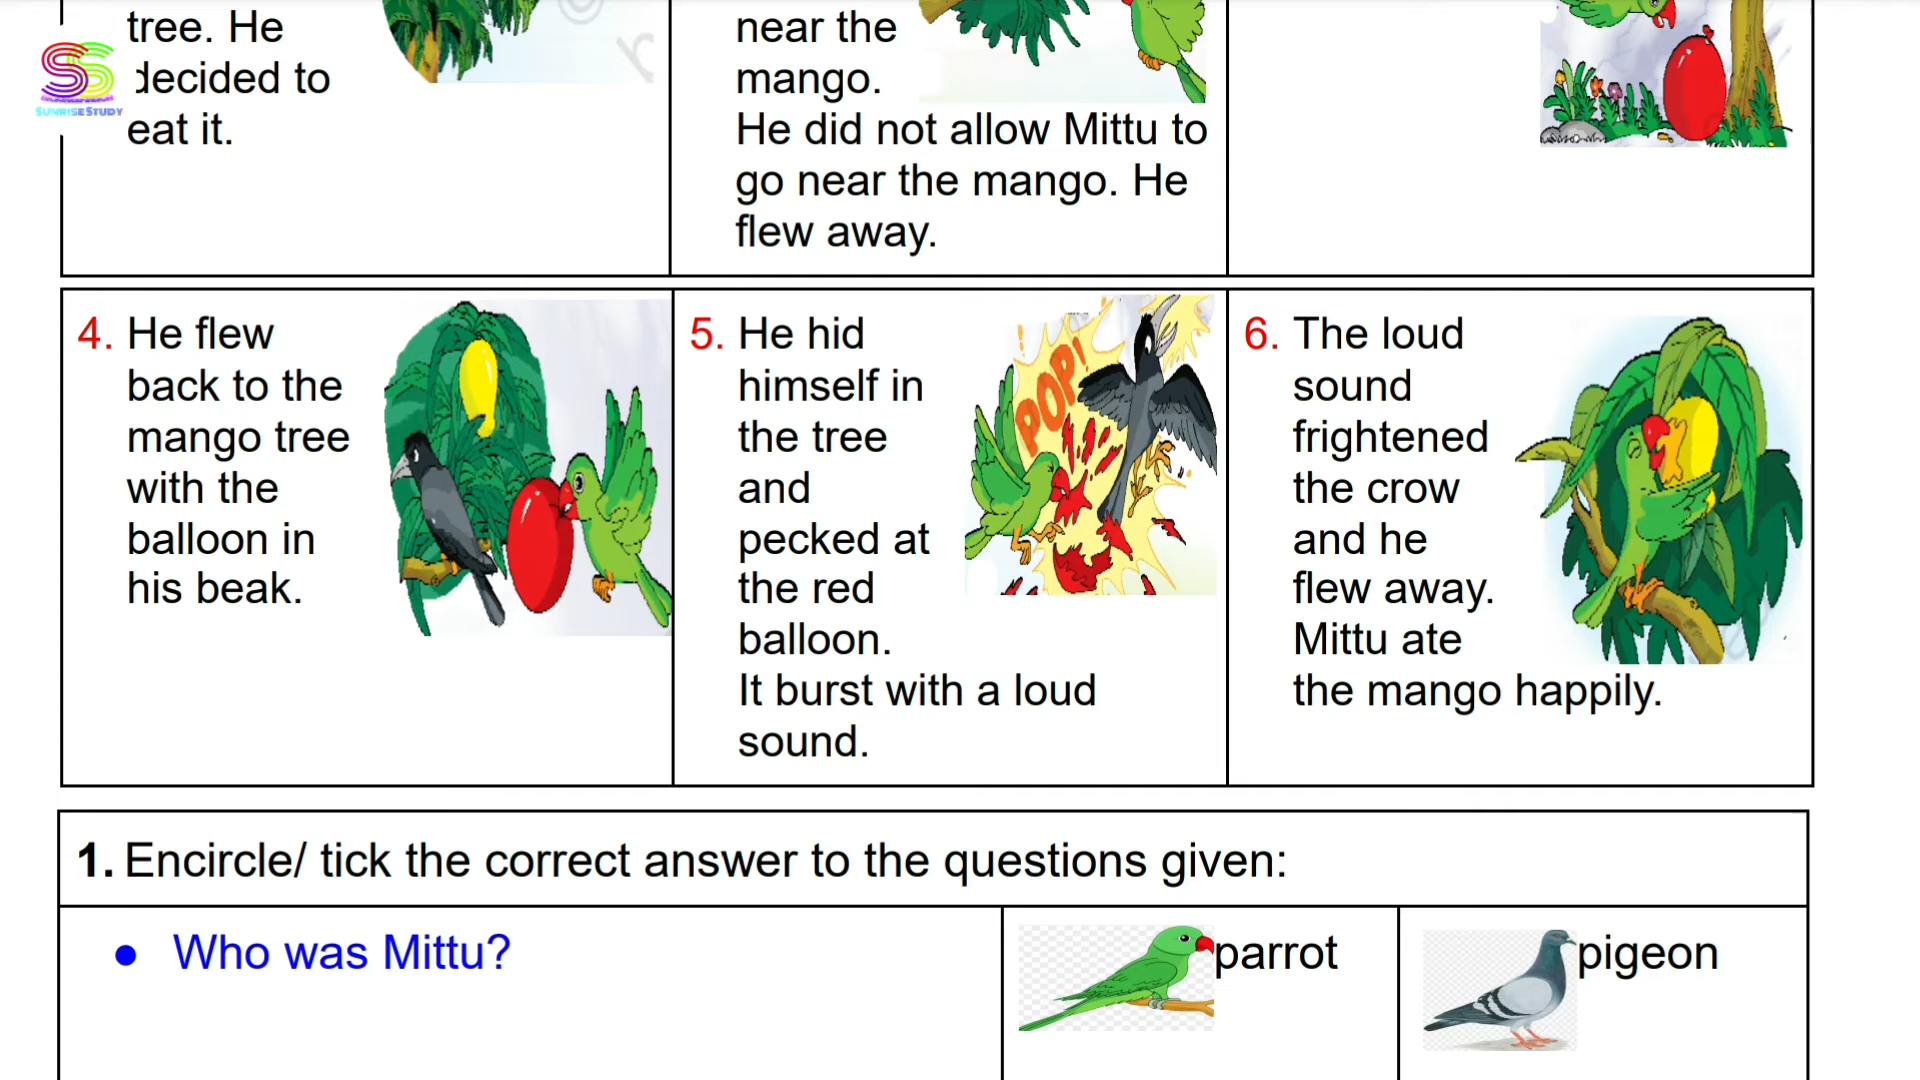 tree. He
decided to
eat it.
SUNRISE STUDY
near the
mango.
He did not allow Mittu to
go near the mango. He
flew away.
4. He flew
back to the
mango tree
with the
balloon in
his beak.
5. He hid
himself in
the tree
and
pecked at
the red
balloon.
It burst with a loud
sound.
POP!
6. The loud
sound
frightened
the crow
and he
flew away.
Mittu ate
the mango happily.
1. Encircle/ tick the correct answer to the questions given:
● Who was Mittu?
parrot
pigeon